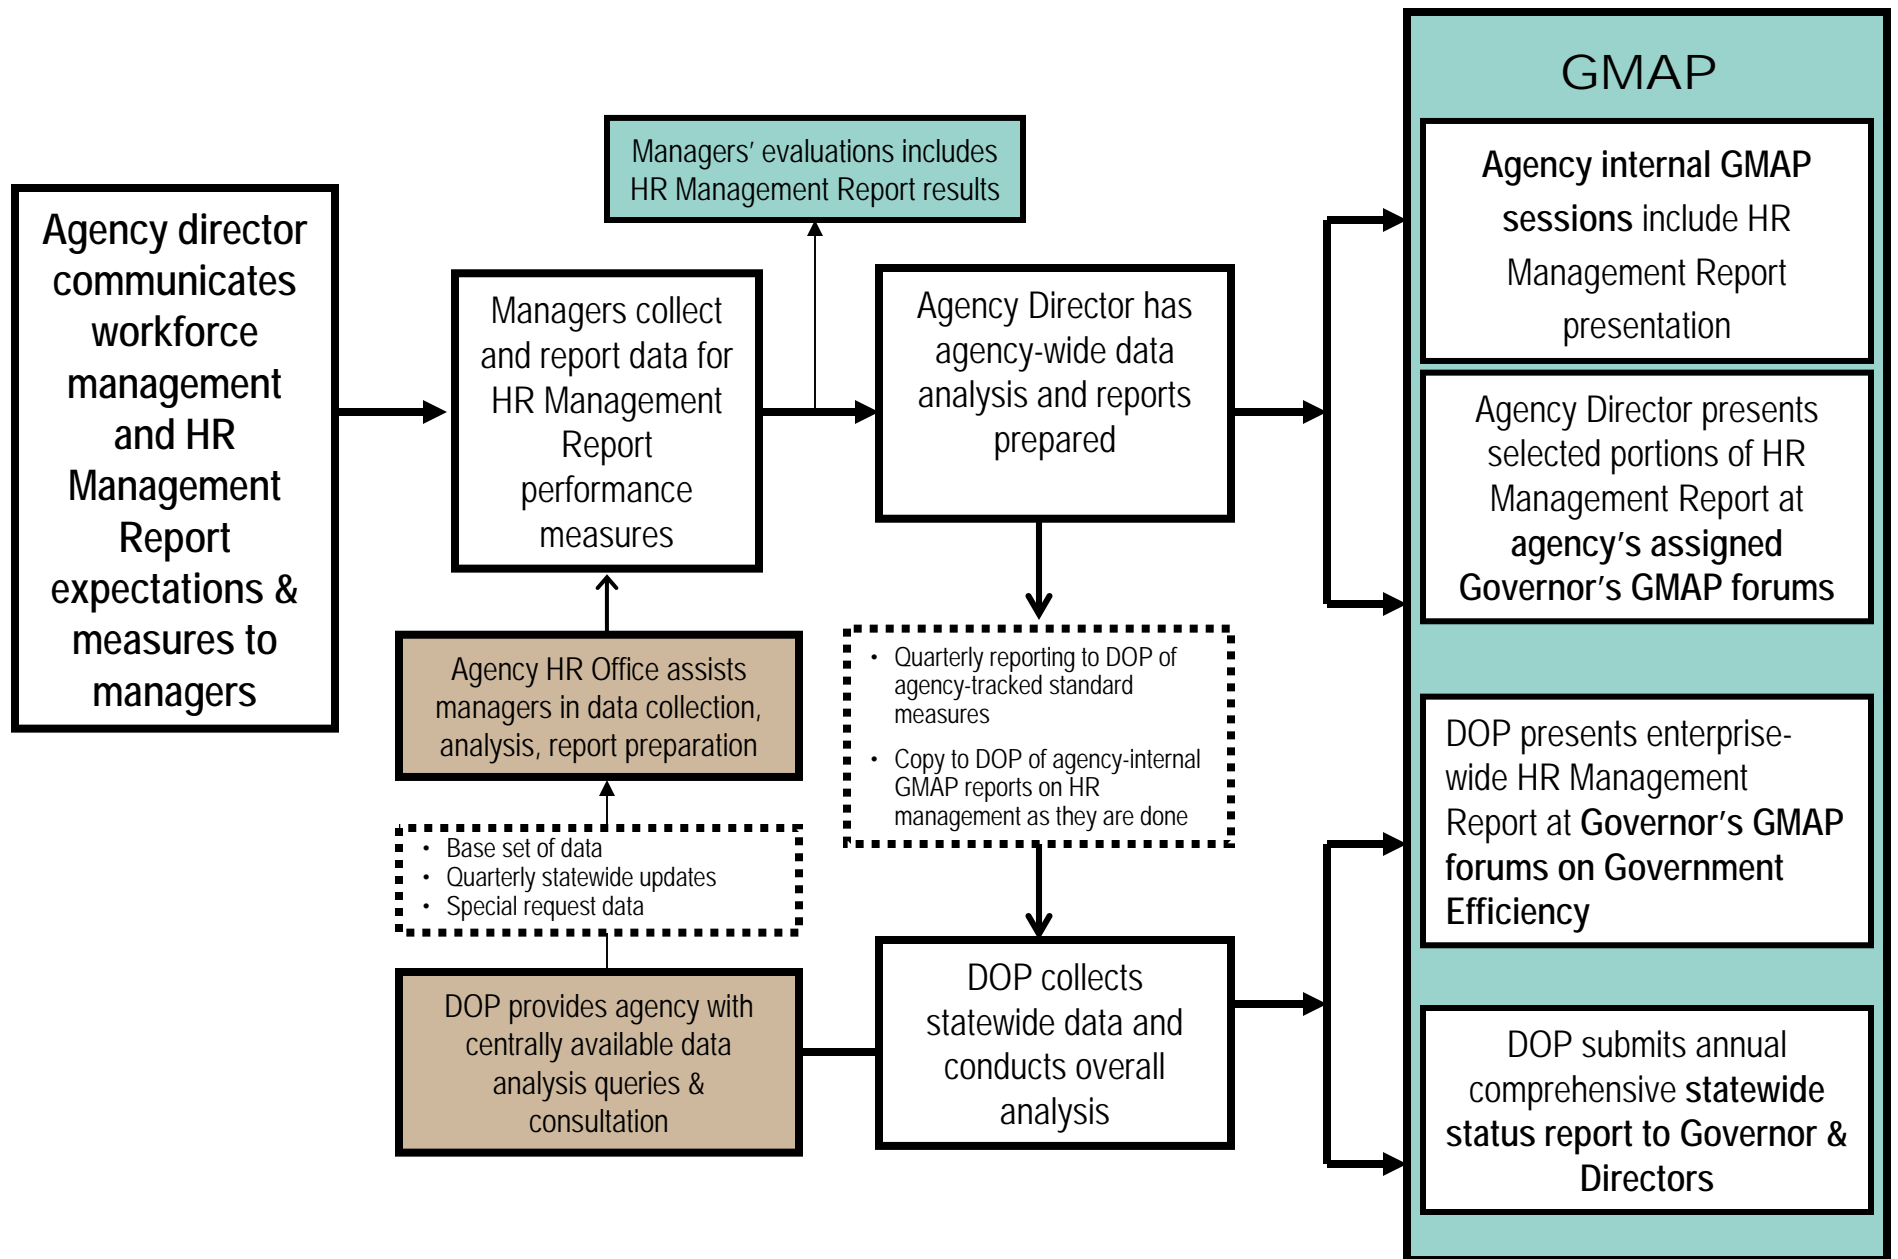 Agency director
communicates
workforce
management
and HR
Management
Report
expectations &
measures to
managers
Managers' evaluations includes
HR Management Report results
Managers collect
and report data for
HR Management
Report
performance
measures
Agency HR Office assists
managers in data collection,
analysis, report preparation
• Base set of data
• Quarterly statewide updates
• Special request data
DOP provides agency with
centrally available data
analysis queries &
consultation
Agency Director has
agency-wide data
analysis and reports
prepared
• Quarterly reporting to DOP of
agency-tracked standard
measures
• Copy to DOP of agency-internal
GMAP reports on HR
management as they are done
DOP collects
statewide data and
conducts overall
analysis
GMAP
Agency internal GMAP
sessions include HR
Management Report
presentation
Agency Director presents
selected portions of HR
Management Report at
agency's assigned
Governor's GMAP forums
DOP presents enterprise-
wide HR Management
Report at Governor's GMAP
forums on Government
Efficiency
DOP submits annual
comprehensive statewide
status report to Governor &
Directors